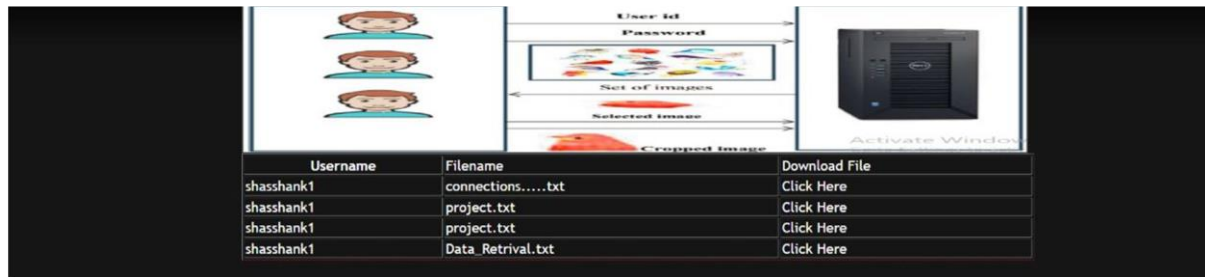 User id
Password
Set of images
Selected image
Cropped Image
DELL
Activate Window
Username Filename Download File
shasshank1 connections.....txt Click Here
shasshank1 project.txt Click Here
shasshank1 project.txt Click Here
shasshank1 Data_Retrival.txt Click Here